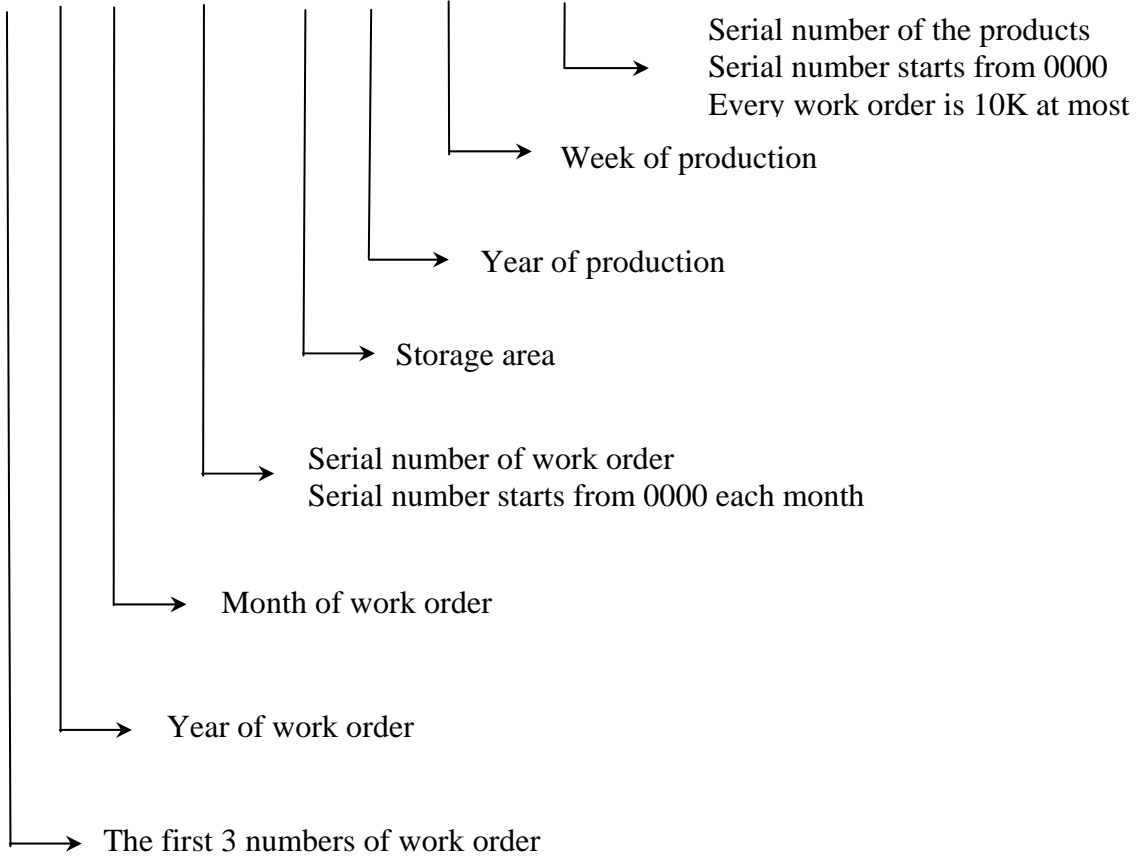 Serial number of the products
Serial number starts from 0000
Every work order is 10K at most
Week of production
Year of production
Storage area
Serial number of work order
Serial number starts from 0000 each month
Month of work order
Year of work order
The first 3 numbers of work order